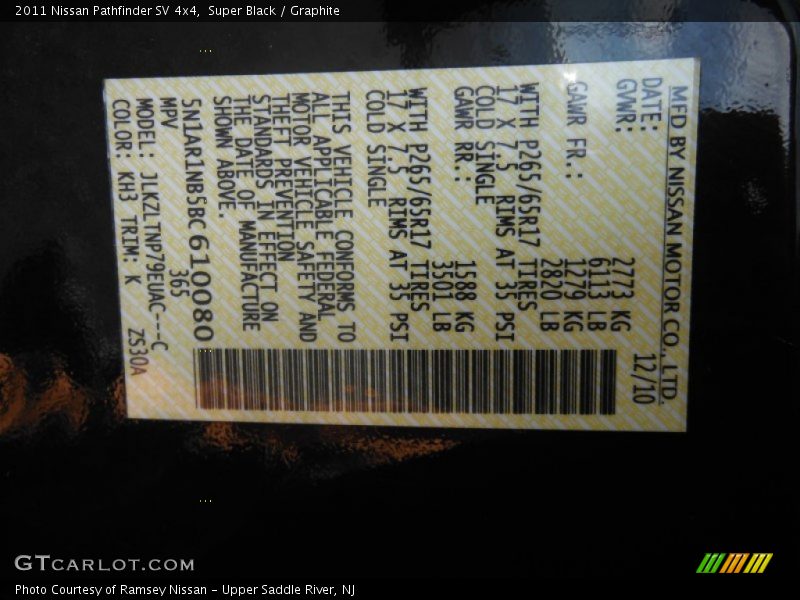 2011 Nissan Pathfinder SV 4x4,  Super Black / Graphite
MFD BY NISSAN MOTOR CO., LTD.
DATE: 12/10
GVWR: 2773 KG
6113 LB
GAWR FR.: 1279 KG
2820 LB
WITH P265/65R17 TIRES
17 X 7.5 RIMS AT 35 PSI
COLD SINGLE
GAWR RR.: 1588 KG
3501 LB
WITH P265/65R17 TIRES
17 X 7.5 RIMS AT 35 PSI
COLD SINGLE
THIS VEHICLE CONFORMS TO
ALL APPLICABLE FEDERAL
MOTOR VEHICLE SAFETY AND
THEFT PREVENTION
STANDARDS IN EFFECT ON
THE DATE OF MANUFACTURE
SHOWN ABOVE.
5N1AR1NB5BC610080
MPV 365
MODEL: JLKZLTNP79EUAC---C
COLOR: KH3 TRIM: K ZS30A
GTCARLOT.COM
Photo Courtesy of Ramsey Nissan - Upper Saddle River, NJ